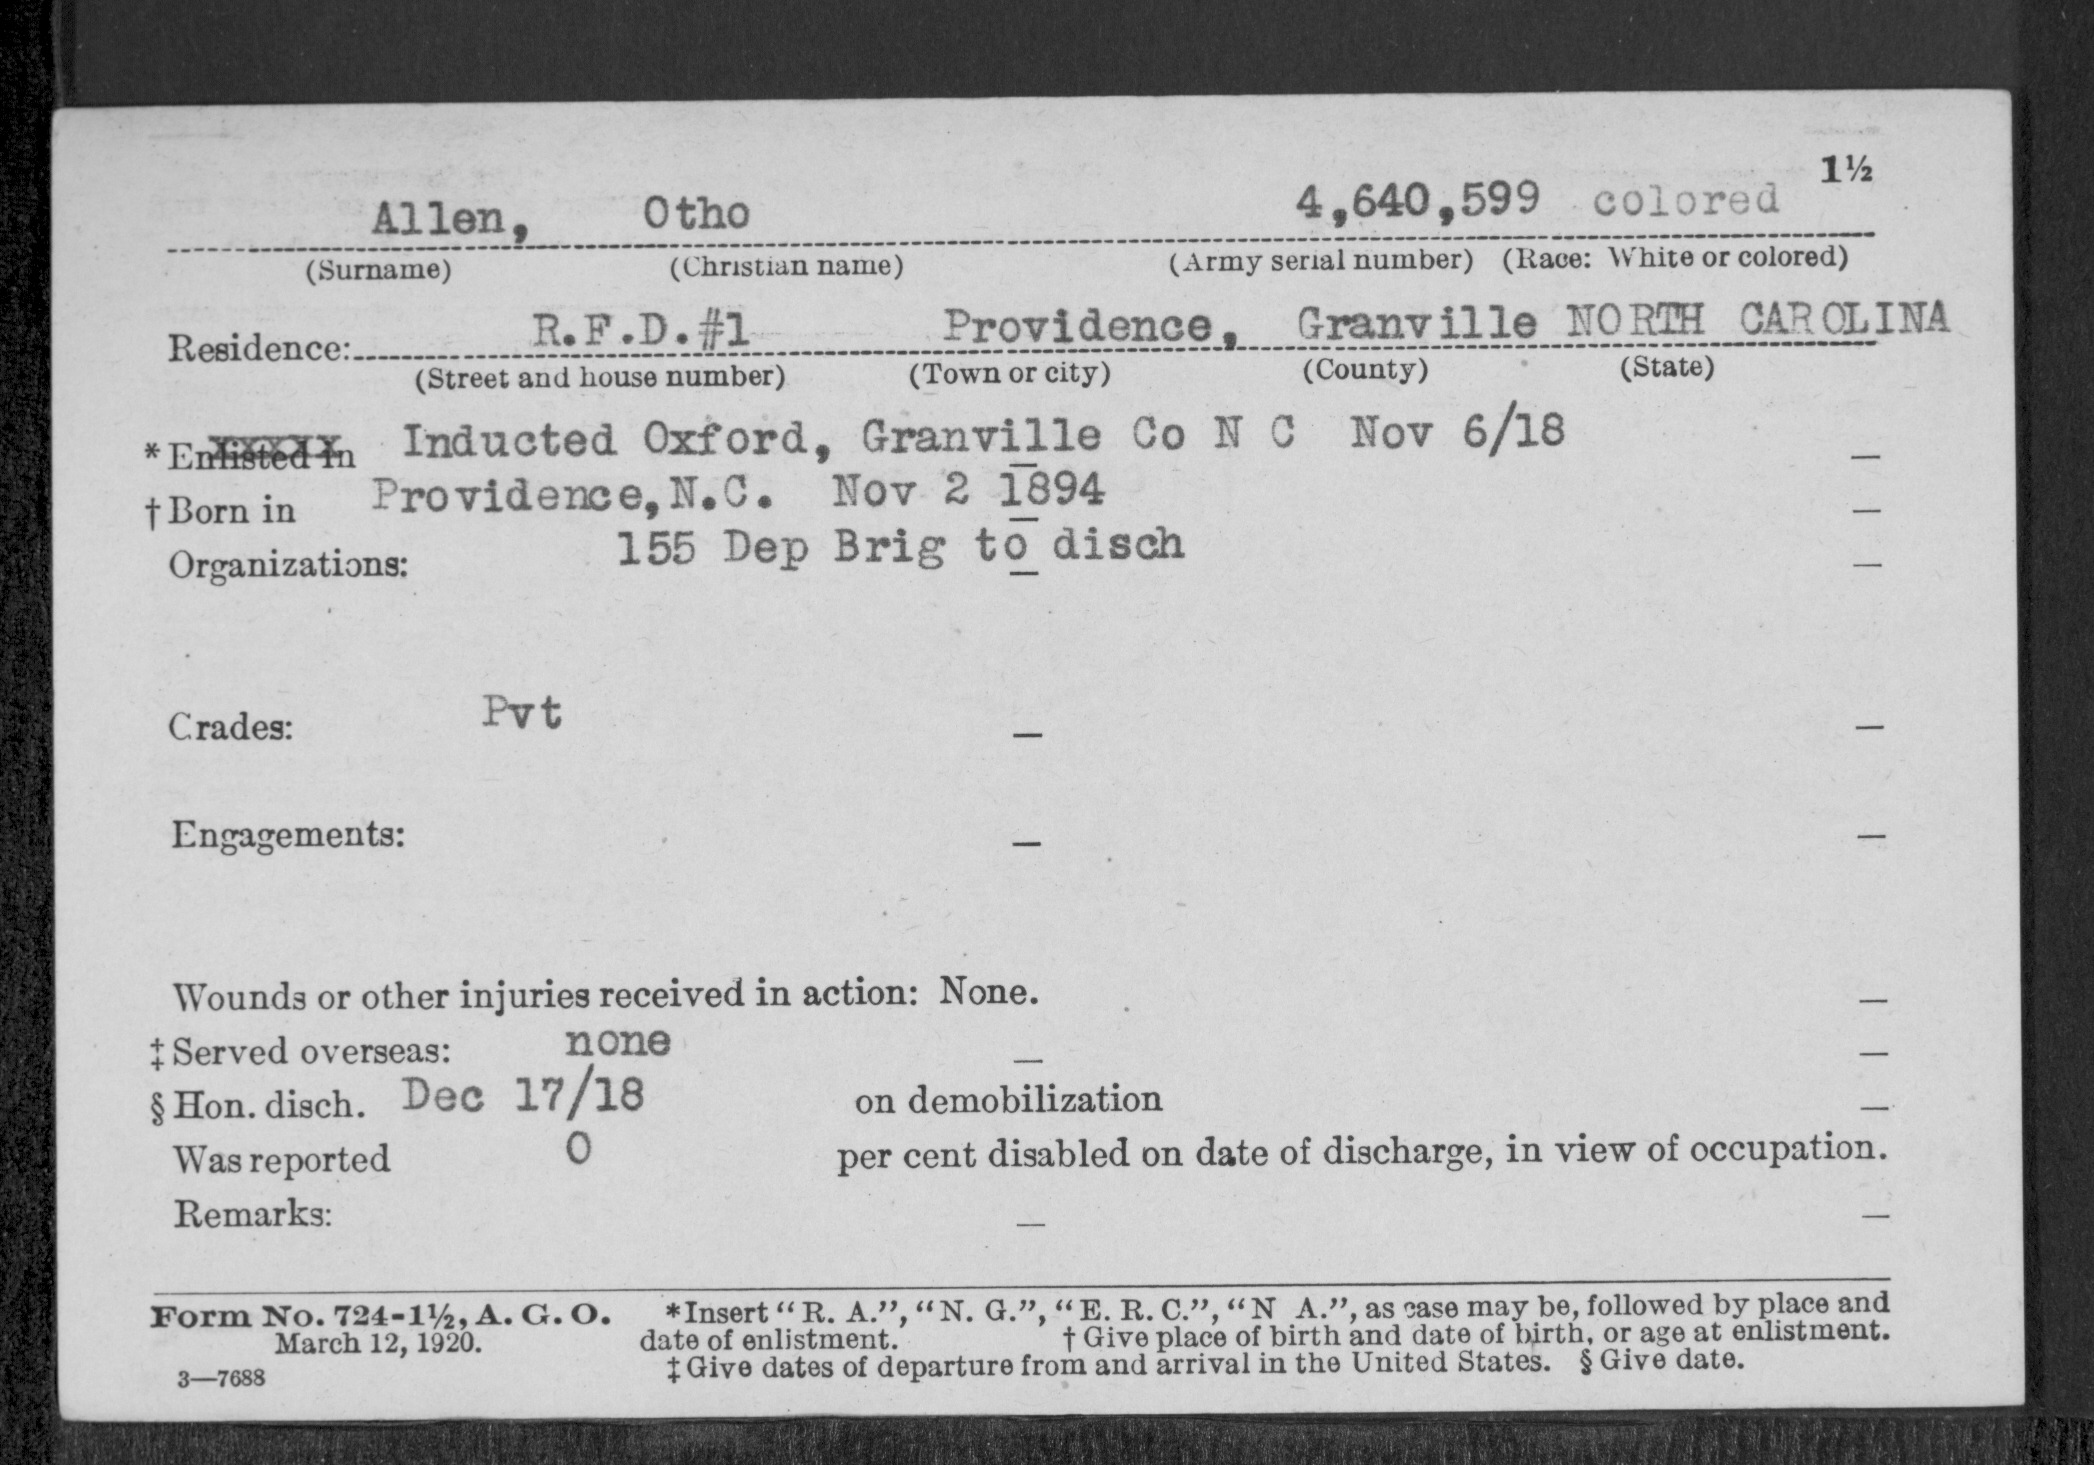 1½
Allen, Otho 4,640,599 colored
(Surname) (Christian name) (Army serial number) (Race: White or colored)
Residence: R.F.D.#1 Providence, Granville NORTH CAROLINA
(Street and house number) (Town or city) (County) (State)
*Enlisted in Inducted Oxford, Granville Co N C Nov 6/18 —
†Born in Providence, N.C. Nov 2 1894 —
Organizations: 155 Dep Brig to disch —
Grades: Pvt — —
Engagements: — —
Wounds or other injuries received in action: None. —
‡Served overseas: none — —
§Hon. disch. Dec 17/18 on demobilization —
Was reported 0 per cent disabled on date of discharge, in view of occupation.
Remarks: — —
Form No. 724-1½, A. G. O. *Insert "R. A.", "N. G.", "E. R. C.", "N A.", as case may be, followed by place and
March 12, 1920. date of enlistment. †Give place of birth and date of birth, or age at enlistment.
3—7688 ‡Give dates of departure from and arrival in the United States. §Give date.